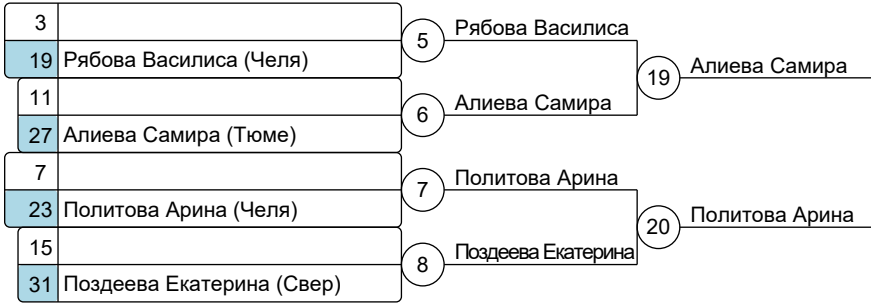 3
5
Рябова Василиса
19 Рябова Василиса (Челя)
19
Алиева Самира
11
6
Алиева Самира
27 Алиева Самира (Тюме)
7
7
Политова Арина
23 Политова Арина (Челя)
20
Политова Арина
15
8
Поздеева Екатерина
31 Поздеева Екатерина (Свер)